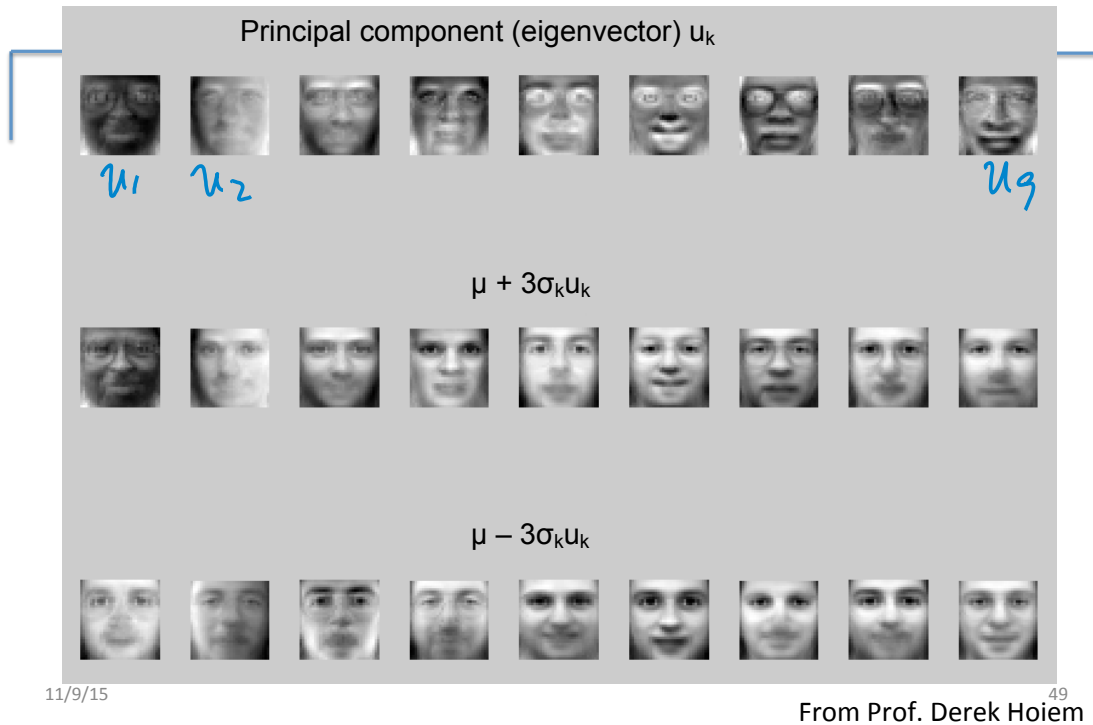 Principal component (eigenvector) uₖ
u₁ u₂ u₉
μ + 3σₖuₖ
μ – 3σₖuₖ
11/9/15
49
From Prof. Derek Hoiem